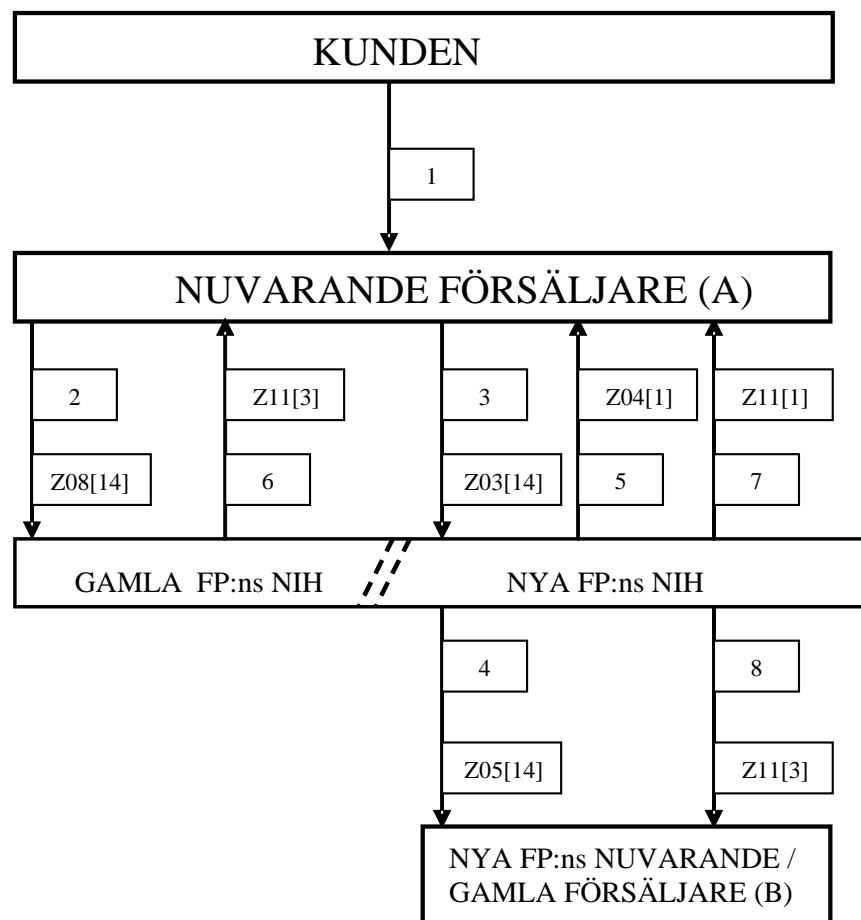 KUNDEN
1
NUVARANDE FÖRSÄLJARE (A)
2 Z11[3] 3 Z04[1] Z11[1]
Z08[14] 6 Z03[14] 5 7
GAMLA FP:ns NIH NYA FP:ns NIH
4 8
Z05[14] Z11[3]
NYA FP:ns NUVARANDE /
GAMLA FÖRSÄLJARE (B)